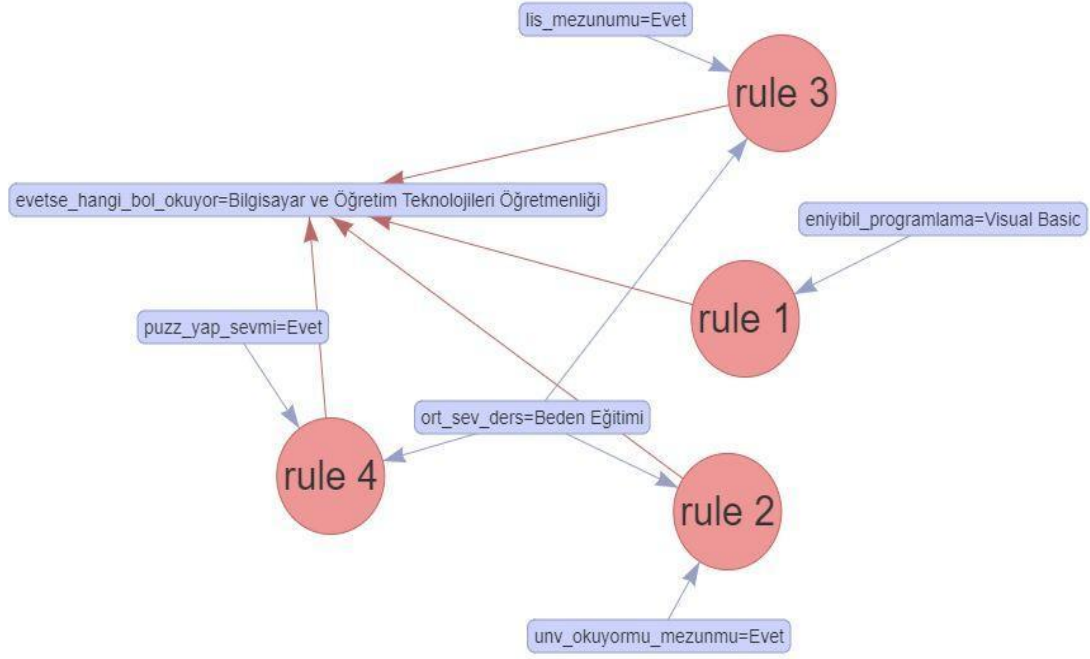 lis_mezunumu=Evet
rule 3
evetse_hangi_bol_okuyor=Bilgisayar ve Öğretim Teknolojileri Öğretmenliği
eniyibil_programlama=Visual Basic
rule 1
puzz_yap_sevmi=Evet
ort_sev_ders=Beden Eğitimi
rule 4
rule 2
unv_okuyormu_mezunmu=Evet